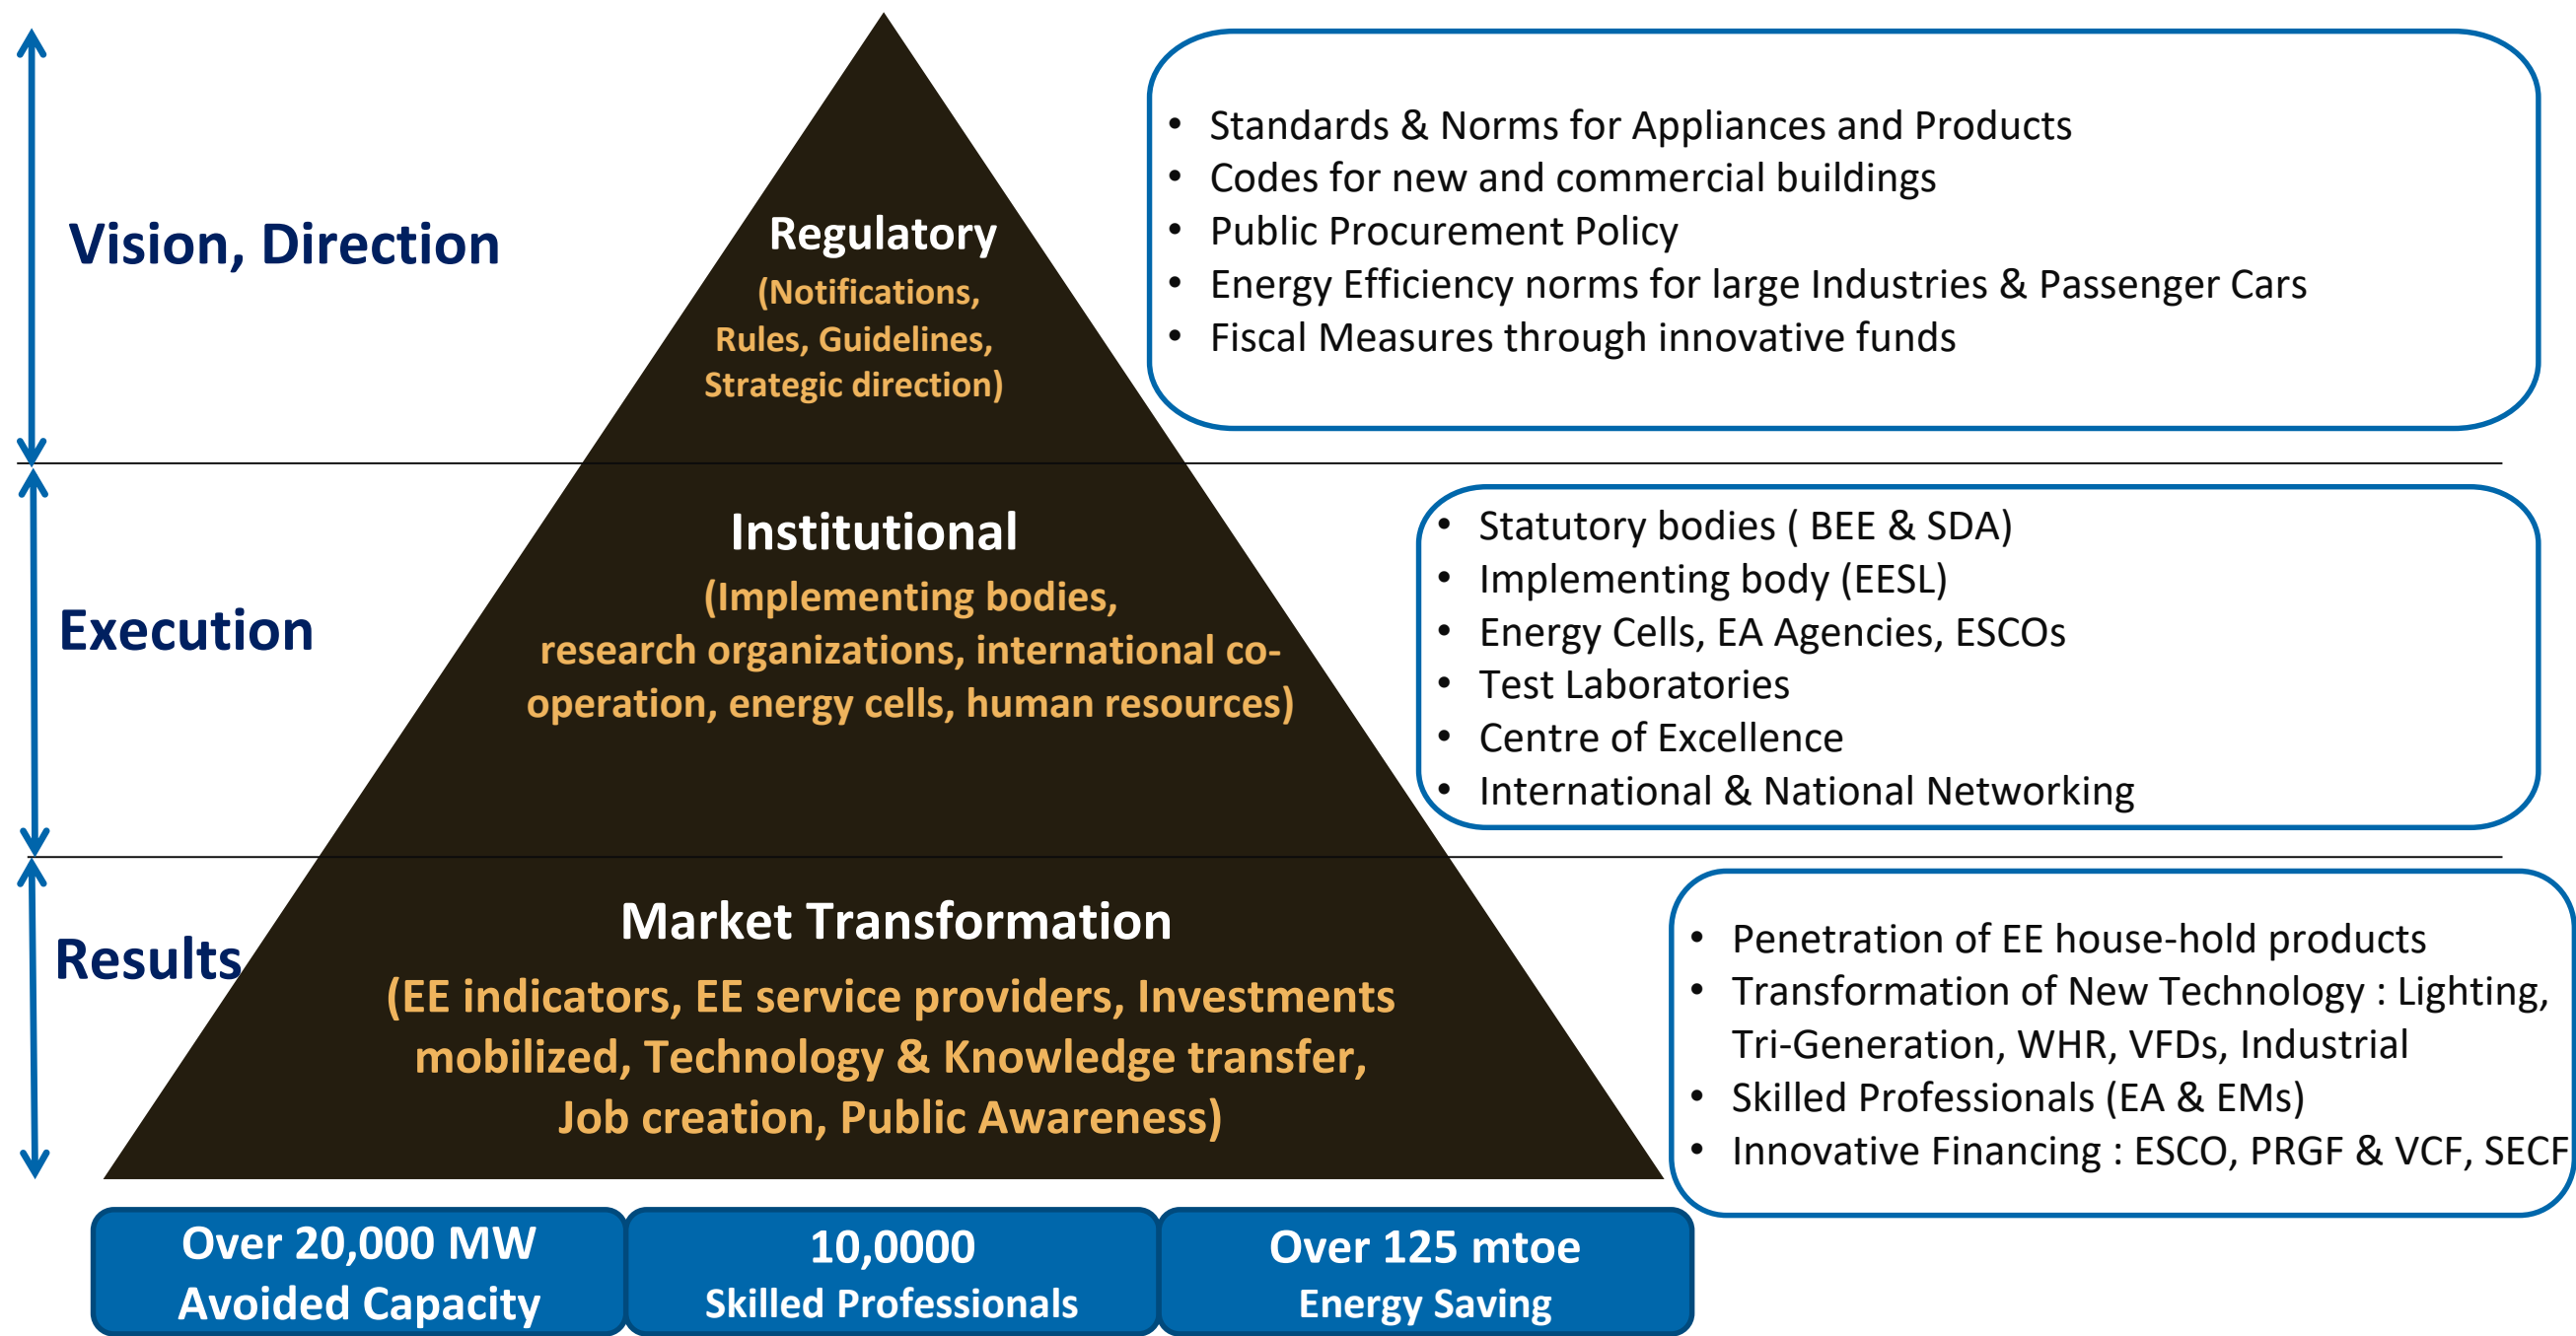 Vision, Direction
Regulatory
(Notifications,
Rules, Guidelines,
Strategic direction)
• Standards & Norms for Appliances and Products
• Codes for new and commercial buildings
• Public Procurement Policy
• Energy Efficiency norms for large Industries & Passenger Cars
• Fiscal Measures through innovative funds
Execution
Institutional
(Implementing bodies,
research organizations, international co-
operation, energy cells, human resources)
• Statutory bodies ( BEE & SDA)
• Implementing body (EESL)
• Energy Cells, EA Agencies, ESCOs
• Test Laboratories
• Centre of Excellence
• International & National Networking
Results
Market Transformation
(EE indicators, EE service providers, Investments
mobilized, Technology & Knowledge transfer,
Job creation, Public Awareness)
• Penetration of EE house-hold products
• Transformation of New Technology : Lighting,
Tri-Generation, WHR, VFDs, Industrial
• Skilled Professionals (EA & EMs)
• Innovative Financing : ESCO, PRGF & VCF, SECF
Over 20,000 MW
Avoided Capacity
10,0000
Skilled Professionals
Over 125 mtoe
Energy Saving